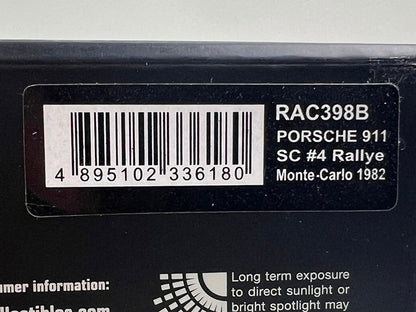 RAC398B
PORSCHE 911
SC #4 Rallye
Monte-Carlo 1982
4 895102 336180
umer information:
llectibles.com
Long term exposure
to direct sunlight or
bright spotlight may